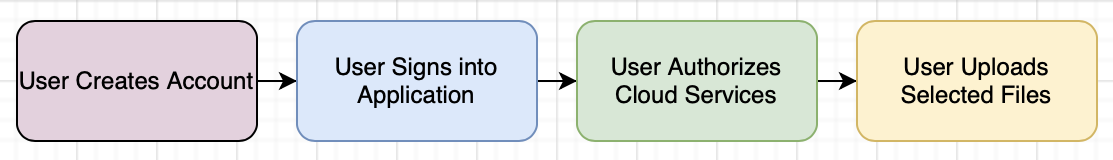 User Creates Account
User Signs into
Application
User Authorizes
Cloud Services
User Uploads
Selected Files